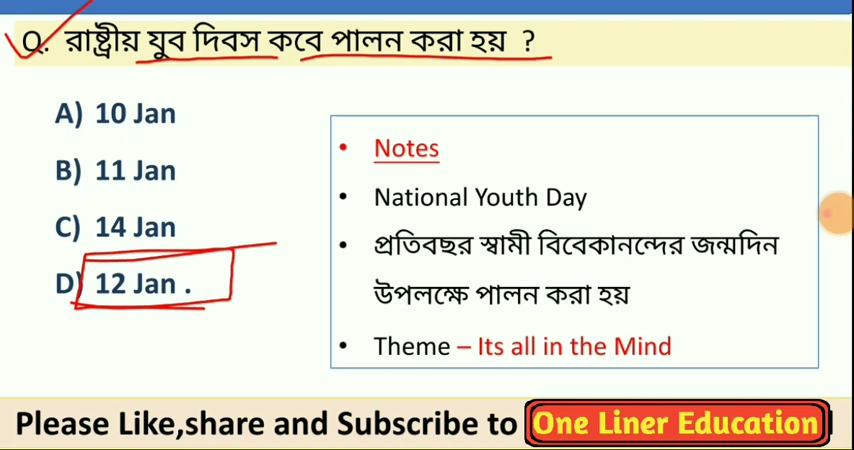 Q. রাষ্ট্রীয় যুব দিবস কবে পালন করা হয় ?
A) 10 Jan
B) 11 Jan
C) 14 Jan
D) 12 Jan .
• Notes
• National Youth Day
• প্রতিবছর স্বামী বিবেকানন্দের জন্মদিন
উপলক্ষে পালন করা হয়
• Theme – Its all in the Mind
Please Like,share and Subscribe to One Liner Education